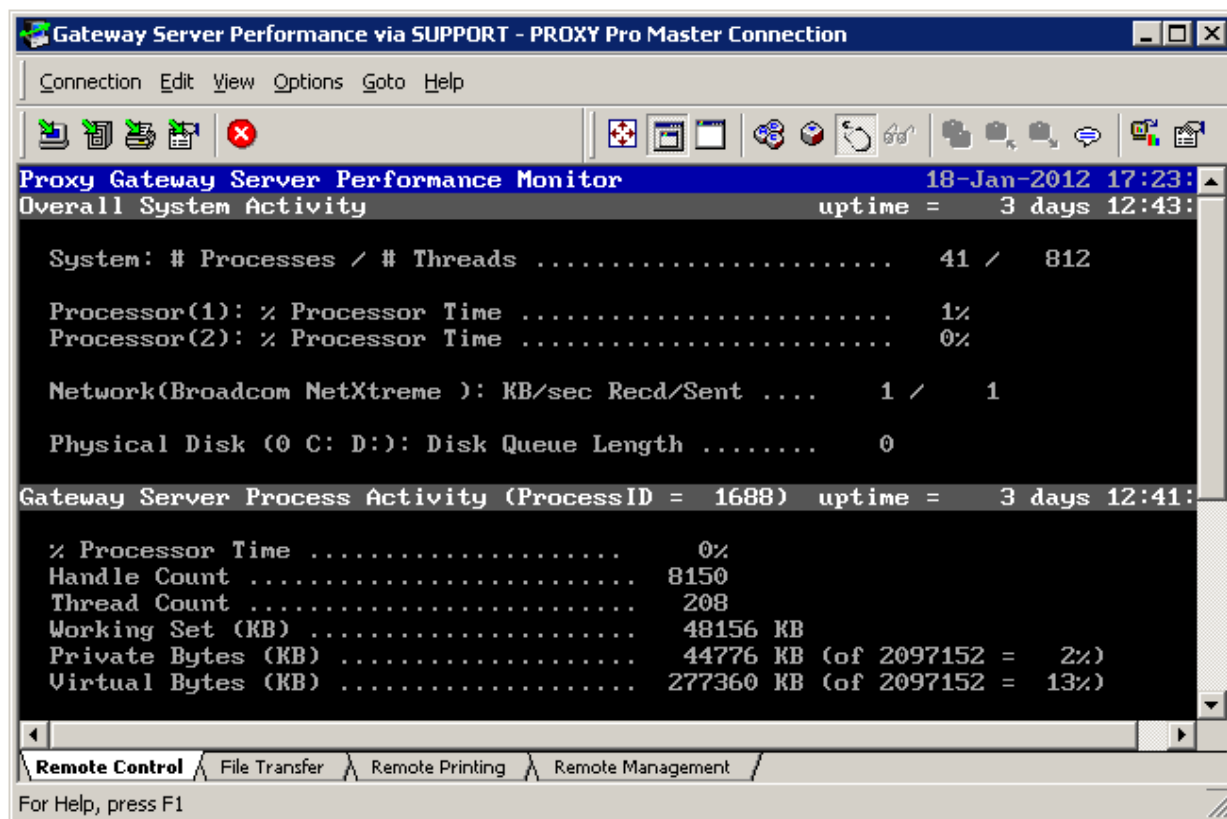 Gateway Server Performance via SUPPORT - PROXY Pro Master Connection
Connection Edit View Options Goto Help
Proxy Gateway Server Performance Monitor 18-Jan-2012 17:23:
Overall System Activity uptime = 3 days 12:43:
System: # Processes / # Threads ........................ 41 / 812
Processor(1): % Processor Time ......................... 1%
Processor(2): % Processor Time ......................... 0%
Network(Broadcom NetXtreme ): KB/sec Recd/Sent .... 1 / 1
Physical Disk (0 C: D:): Disk Queue Length ........ 0
Gateway Server Process Activity (ProcessID = 1688) uptime = 3 days 12:41:
% Processor Time ..................... 0%
Handle Count .......................... 8150
Thread Count .......................... 208
Working Set (KB) ...................... 48156 KB
Private Bytes (KB) .................... 44776 KB (of 2097152 = 2%)
Virtual Bytes (KB) .................... 277360 KB (of 2097152 = 13%)
Remote Control File Transfer Remote Printing Remote Management
For Help, press F1